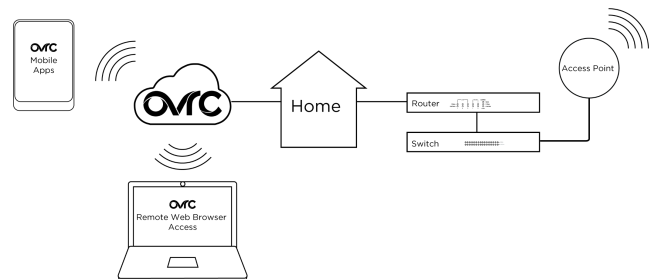 ovrc
Mobile
Apps
ovrc
Home
Router
Switch
Access Point
ovrc
Remote Web Browser
Access